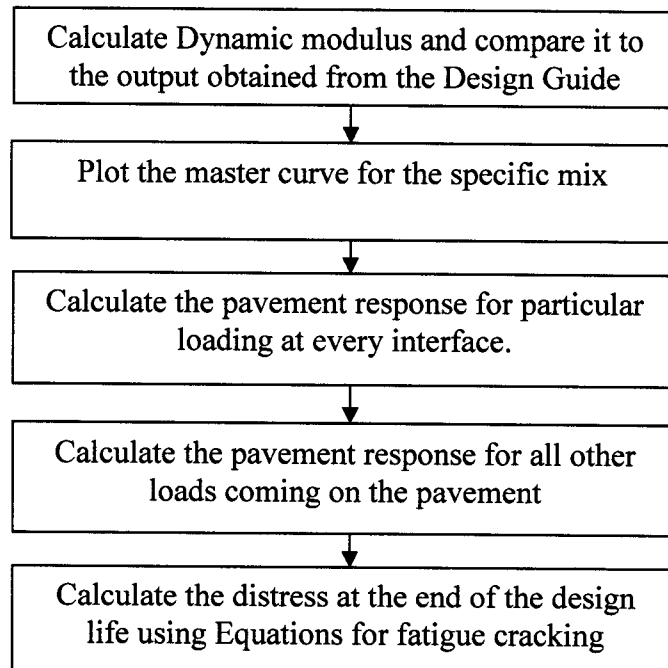 Calculate Dynamic modulus and compare it to
the output obtained from the Design Guide
Plot the master curve for the specific mix
Calculate the pavement response for particular
loading at every interface.
Calculate the pavement response for all other
loads coming on the pavement
Calculate the distress at the end of the design
life using Equations for fatigue cracking